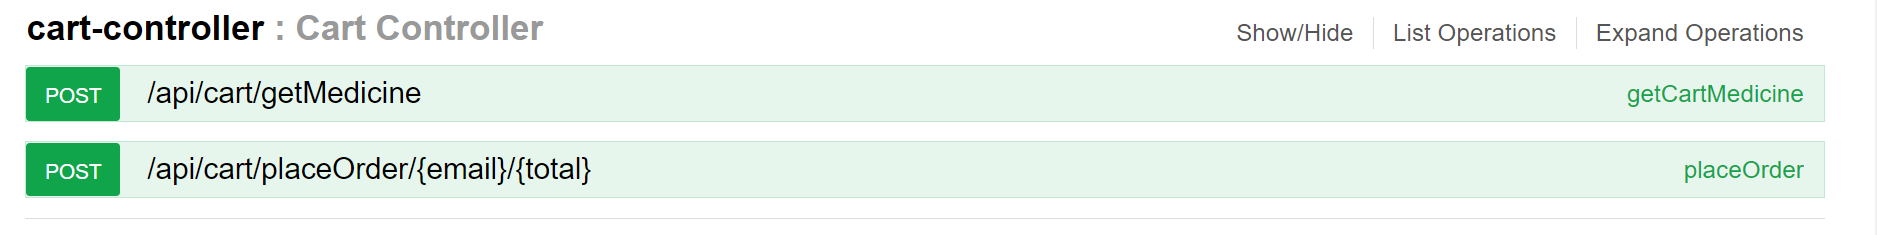 cart-controller : Cart Controller
Show/Hide List Operations Expand Operations
POST /api/cart/getMedicine getCartMedicine
POST /api/cart/placeOrder/{email}/{total} placeOrder